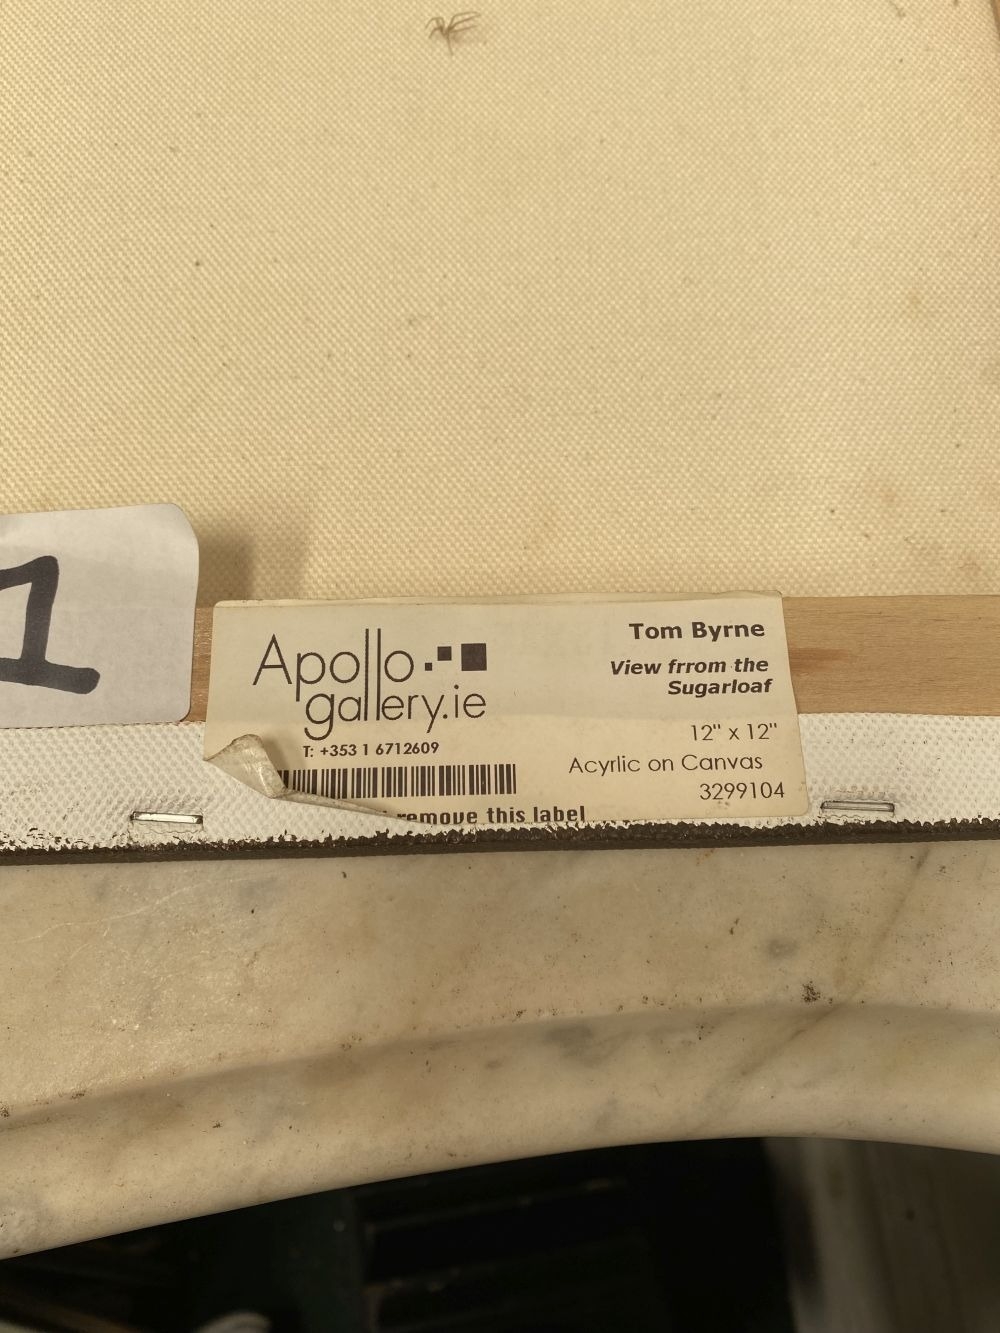 1
Apollo
gallery.ie
T: +353 1 6712609
remove this label
Tom Byrne
View frrom the
Sugarloaf
12" x 12"
Acyrlic on Canvas
3299104